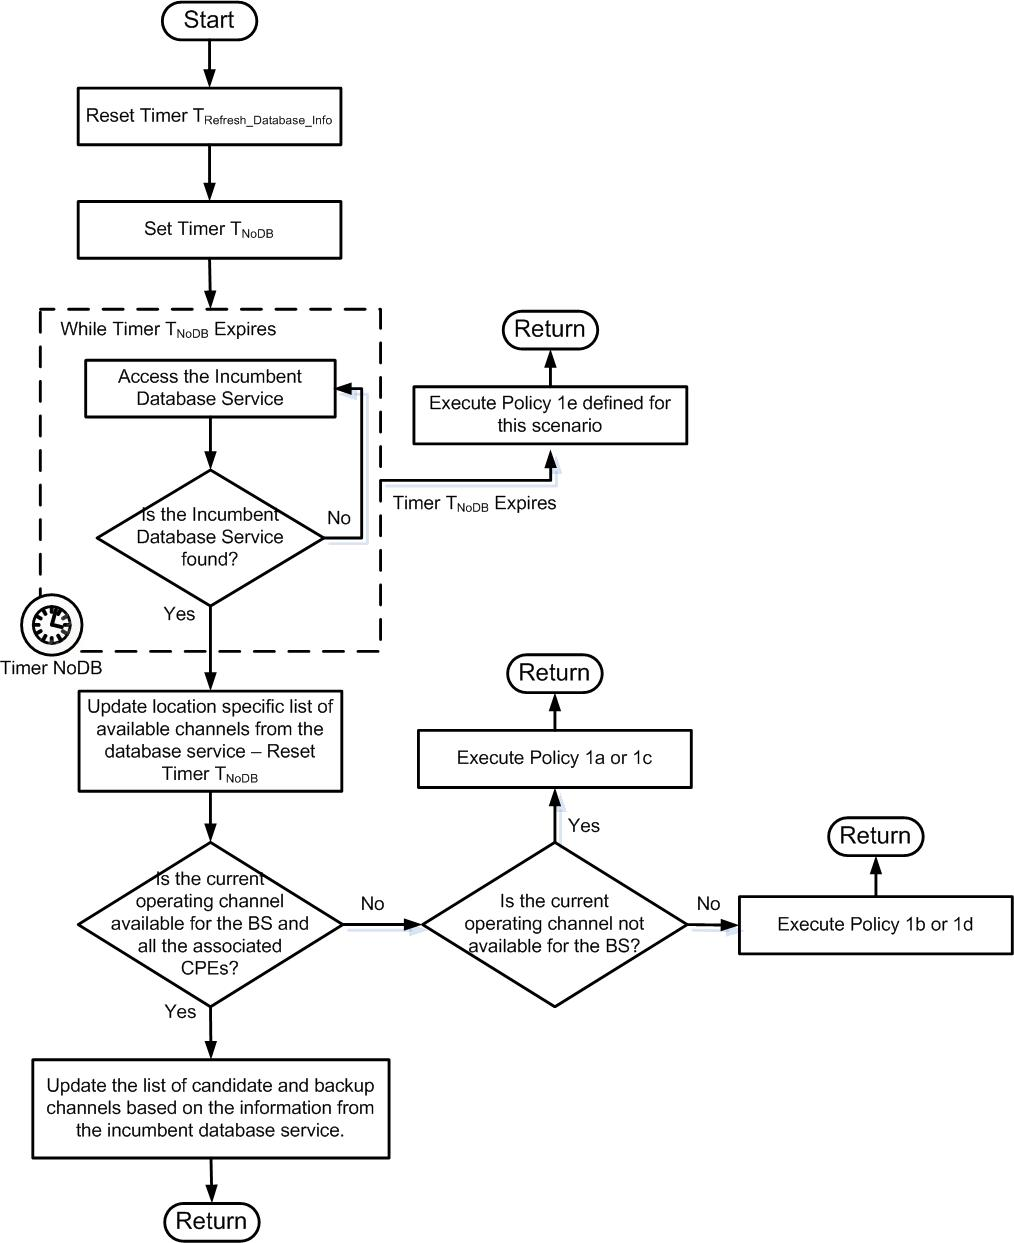 Start
Reset Timer TRefresh_Database_Info
Set Timer TNoDB
While Timer TNoDB Expires
Access the Incumbent
Database Service
Is the Incumbent
Database Service
found?
No
Yes
Timer NoDB
Return
Execute Policy 1e defined for
this scenario
Timer TNoDB Expires
Update location specific list of
available channels from the
database service – Reset
Timer TNoDB
Is the current
operating channel
available for the BS and
all the associated
CPEs?
No
Yes
Return
Execute Policy 1a or 1c
Yes
Is the current
operating channel not
available for the BS?
No
Return
Execute Policy 1b or 1d
Update the list of candidate and backup
channels based on the information from
the incumbent database service.
Return